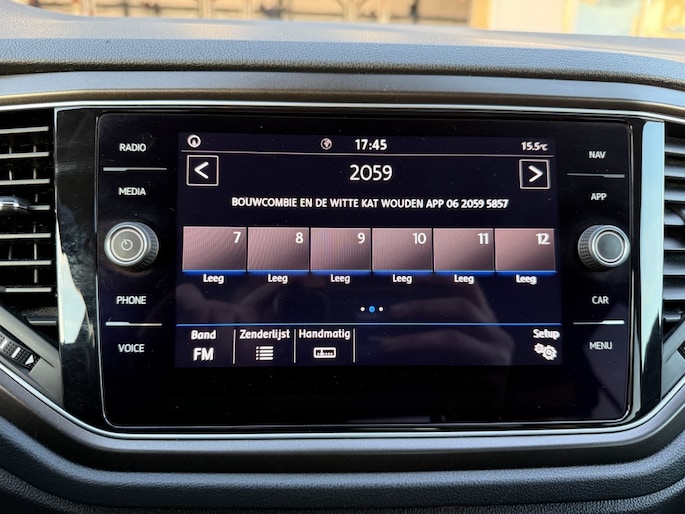 RADIO
MEDIA
PHONE
VOICE
17:45
15.5°C
2059
BOUWCOMBIE EN DE WITTE KAT WOUDEN APP 06 2059 5857
7 8 9 10 11 12
Leeg Leeg Leeg Leeg Leeg Leeg
Band Zenderlijst Handmatig Setup
FM
NAV
APP
CAR
MENU